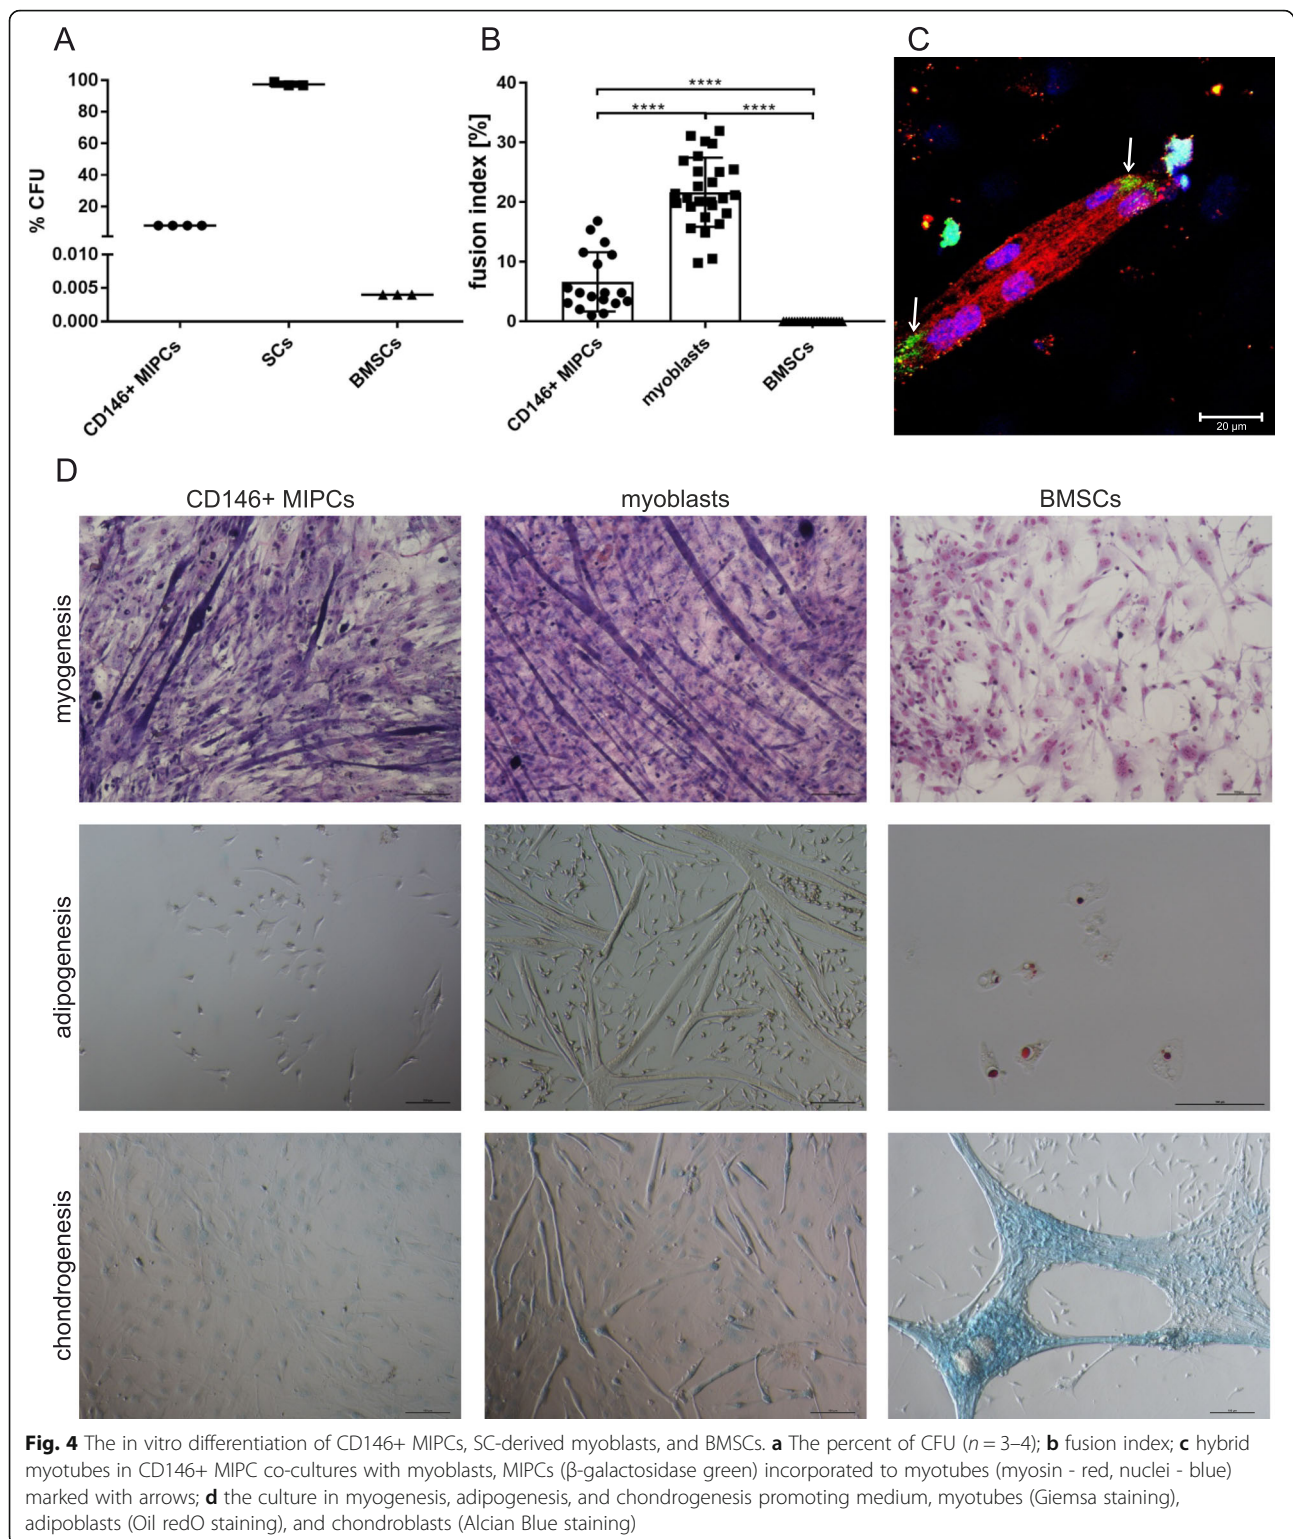 A
B
C
% CFU
100
80
60
40
20
0.010
0.005
0.000
CD146+ MIPCs
SCs
BMSCs
fusion index [%]
40
30
20
10
0
****
****
****
CD146+ MIPCs
myoblasts
BMSCs
20 µm
D
CD146+ MIPCs
myoblasts
BMSCs
myogenesis
adipogenesis
chondrogenesis
Fig. 4 The in vitro differentiation of CD146+ MIPCs, SC-derived myoblasts, and BMSCs. a The percent of CFU (n = 3–4); b fusion index; c hybrid
myotubes in CD146+ MIPC co-cultures with myoblasts, MIPCs (β-galactosidase green) incorporated to myotubes (myosin - red, nuclei - blue)
marked with arrows; d the culture in myogenesis, adipogenesis, and chondrogenesis promoting medium, myotubes (Giemsa staining),
adipoblasts (Oil redO staining), and chondroblasts (Alcian Blue staining)